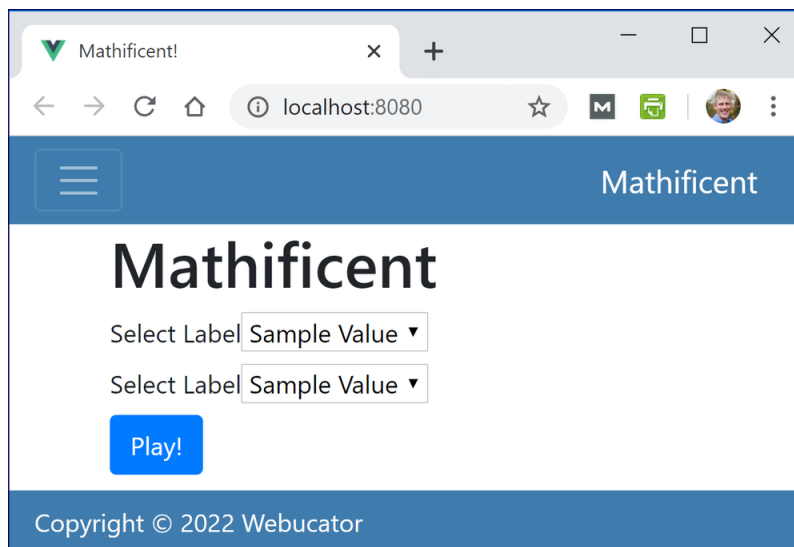 Mathificent!
localhost:8080
M
Mathificent
Mathificent
Select Label Sample Value
Select Label Sample Value
Play!
Copyright © 2022 Webucator